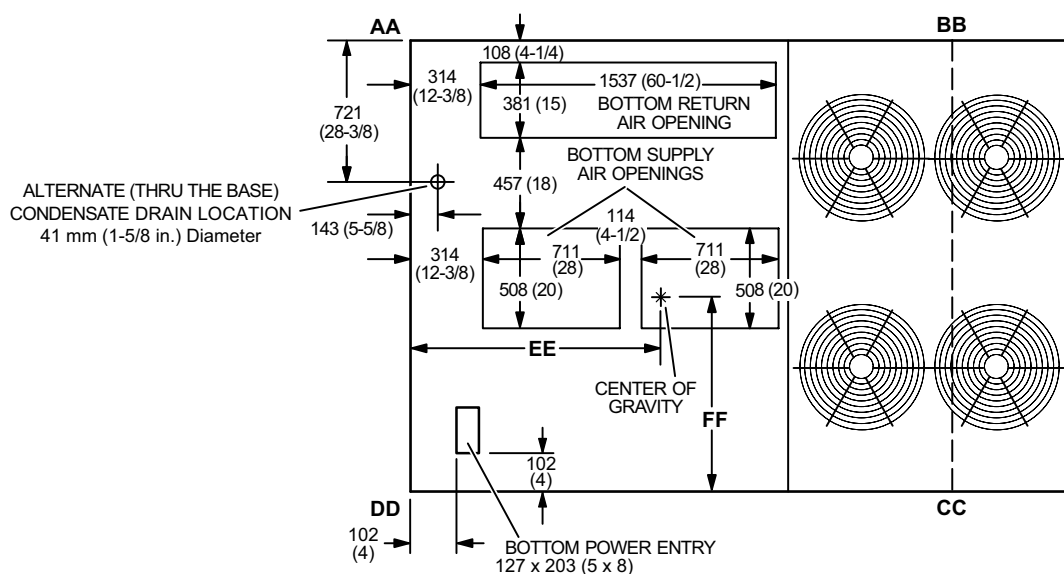 AA
BB
108 (4-1/4)
314
(12-3/8)
1537 (60-1/2)
381 (15)
BOTTOM RETURN
AIR OPENING
721
(28-3/8)
BOTTOM SUPPLY
AIR OPENINGS
457 (18)
ALTERNATE (THRU THE BASE)
CONDENSATE DRAIN LOCATION
41 mm (1-5/8 in.) Diameter
143 (5-5/8)
114
(4-1/2)
314
(12-3/8)
711
(28)
711
(28)
508 (20)
508 (20)
EE
CENTER OF
GRAVITY
FF
102
(4)
DD
CC
102
(4)
BOTTOM POWER ENTRY
127 x 203 (5 x 8)